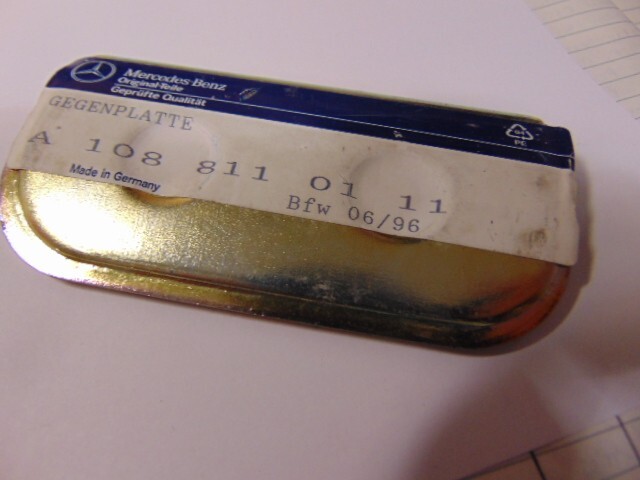 Mercedes-Benz
Original-Teile
Geprüfte Qualität
GEGENPLATTE
A 108 811 01 11
Made in Germany
Bfw 06/96
PE